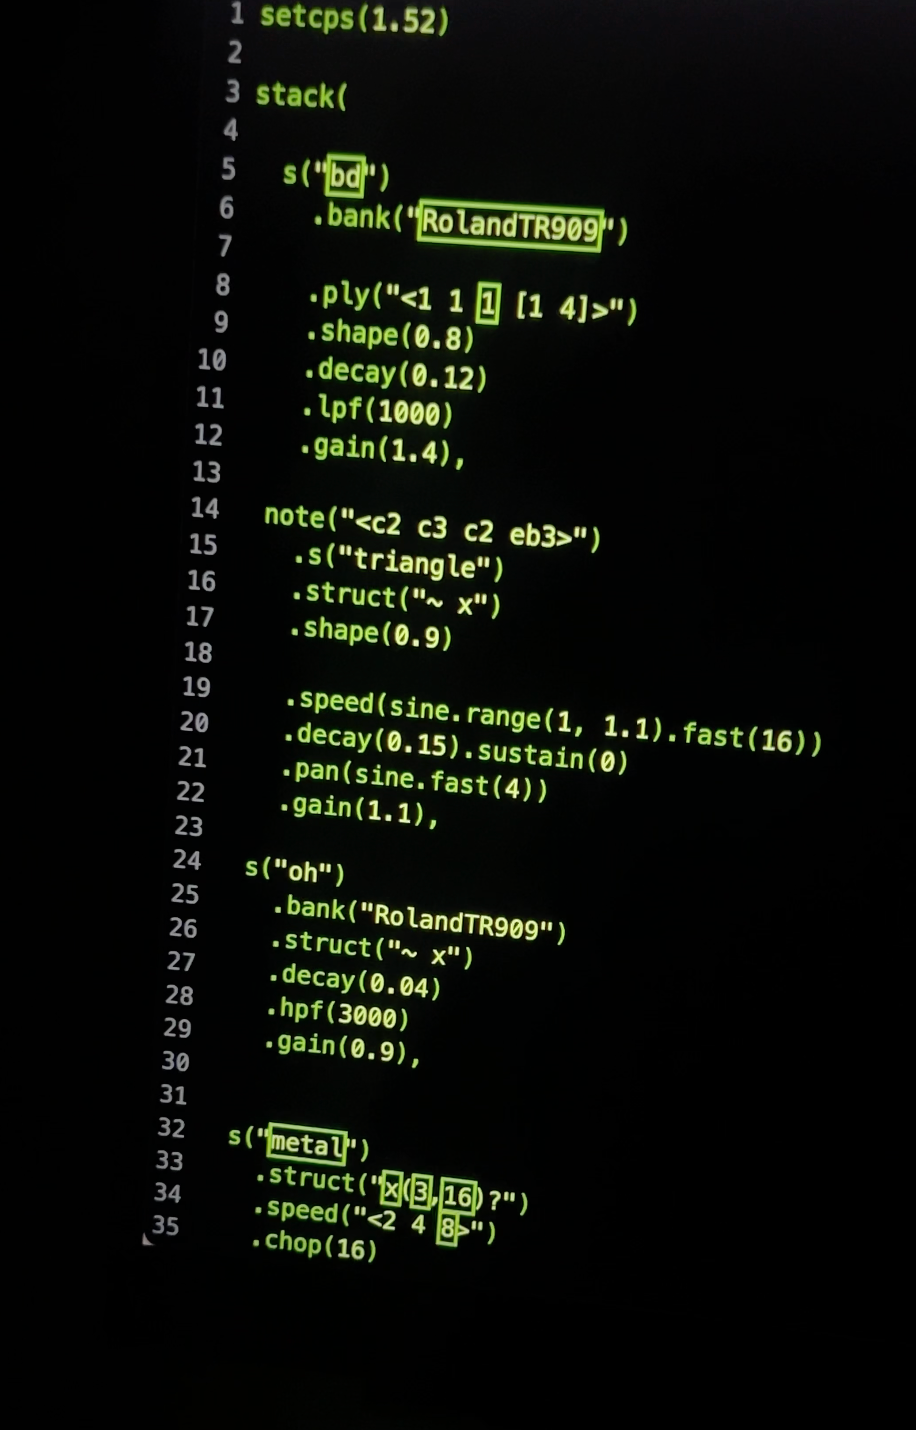 1 setcps(1.52)
2
3 stack(
4
5 s("bd")
6 .bank("RolandTR909")
7
8 .ply("<1 1 1 [1 4]>")
9 .shape(0.8)
10 .decay(0.12)
11 .lpf(1000)
12 .gain(1.4),
13
14 note("<c2 c3 c2 eb3>")
15 .s("triangle")
16 .struct("~ x")
17 .shape(0.9)
18
19 .speed(sine.range(1, 1.1).fast(16))
20 .decay(0.15).sustain(0)
21 .pan(sine.fast(4))
22 .gain(1.1),
23
24 s("oh")
25 .bank("RolandTR909")
26 .struct("~ x")
27 .decay(0.04)
28 .hpf(3000)
29 .gain(0.9),
30
31
32 s("metal")
33 .struct("x(3,16)?")
34 .speed("<2 4 8>")
35 .chop(16)